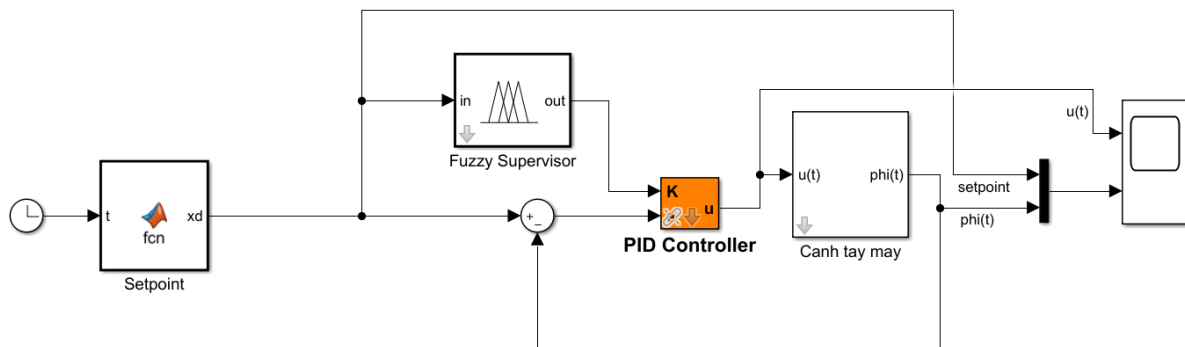 in
out
Fuzzy Supervisor
t
fcn
xd
Setpoint
+
−
K
u
PID Controller
u(t)
phi(t)
Canh tay may
setpoint
phi(t)
u(t)